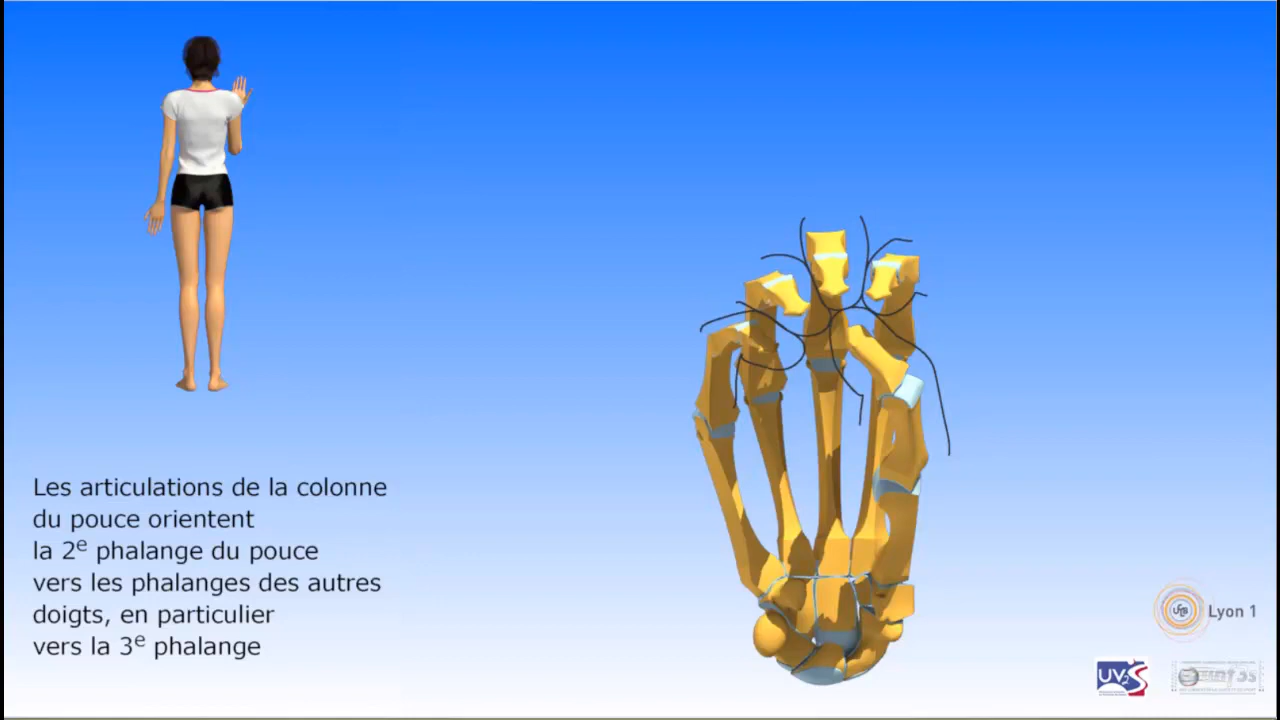 Les articulations de la colonne
du pouce orientent
la 2e phalange du pouce
vers les phalanges des autres
doigts, en particulier
vers la 3e phalange
Lyon 1
UV2S